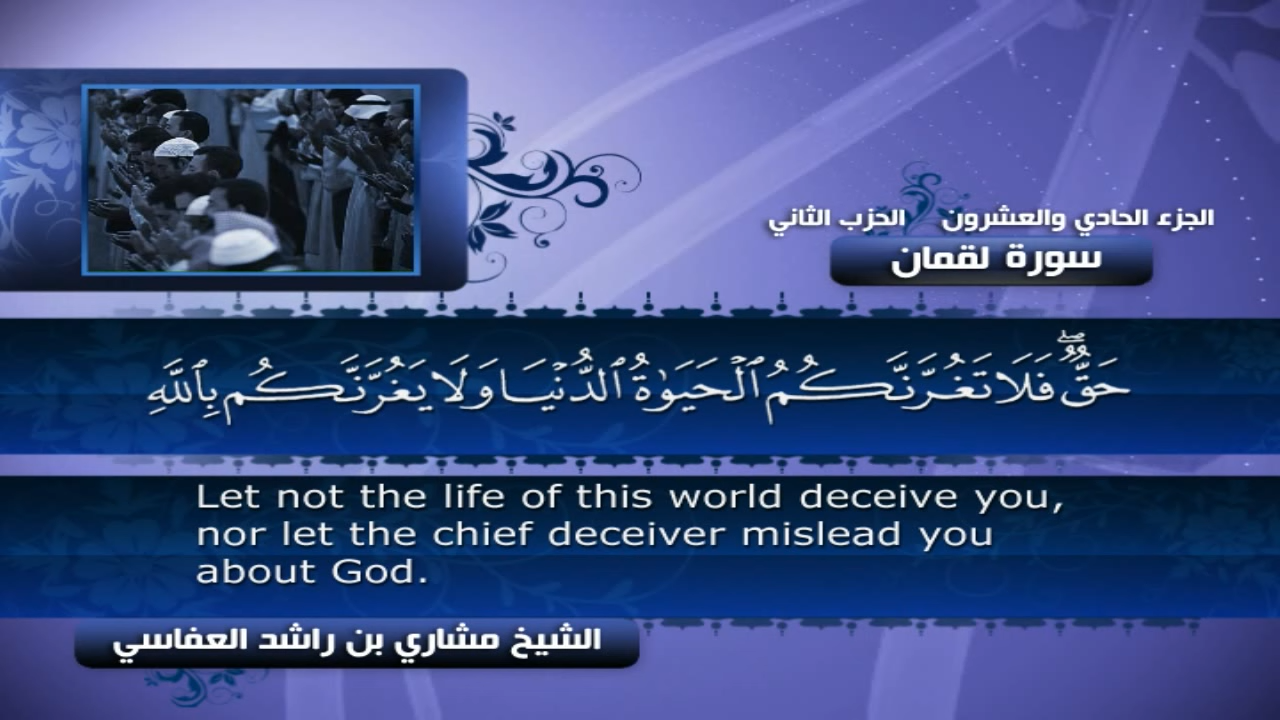 الجزء الحادي والعشرون الحزب الثاني
سورة لقمان
حَقٌّ ۖ فَلَا تَغُرَّنَّكُمُ ٱلْحَيَوٰةُ ٱلدُّنْيَا وَلَا يَغُرَّنَّكُم بِٱللَّهِ
Let not the life of this world deceive you,
nor let the chief deceiver mislead you
about God.
الشيخ مشاري بن راشد العفاسي